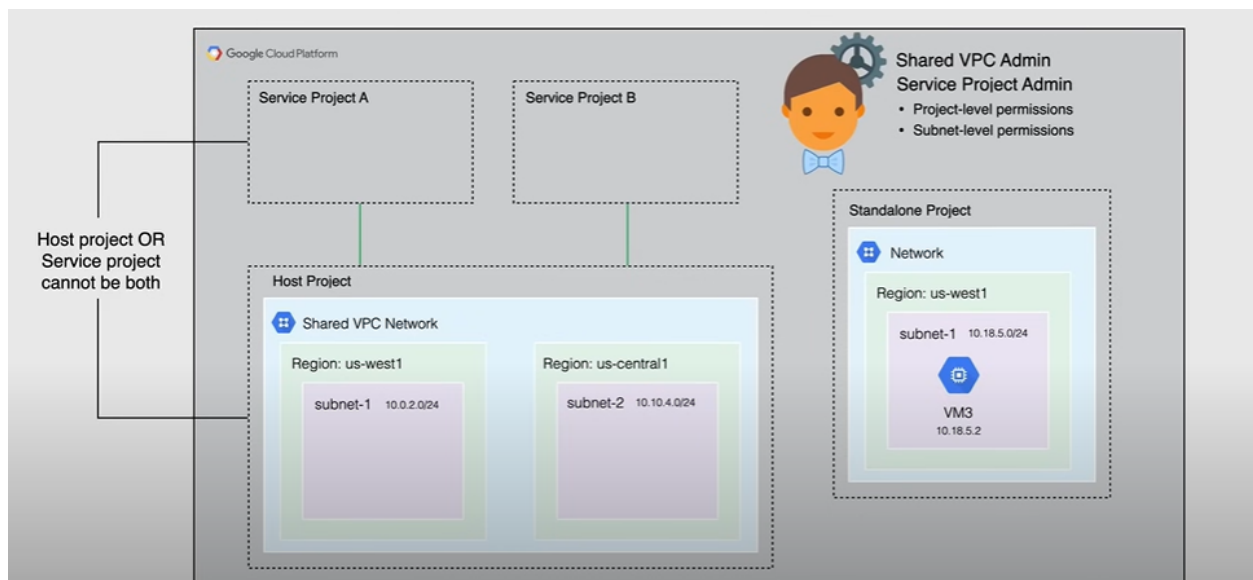 Google Cloud Platform
Shared VPC Admin
Service Project Admin
• Project-level permissions
• Subnet-level permissions
Service Project A
Service Project B
Host project OR
Service project
cannot be both
Host Project
Shared VPC Network
Region: us-west1
subnet-1 10.0.2.0/24
Region: us-central1
subnet-2 10.10.4.0/24
Standalone Project
Network
Region: us-west1
subnet-1 10.18.5.0/24
VM3
10.18.5.2